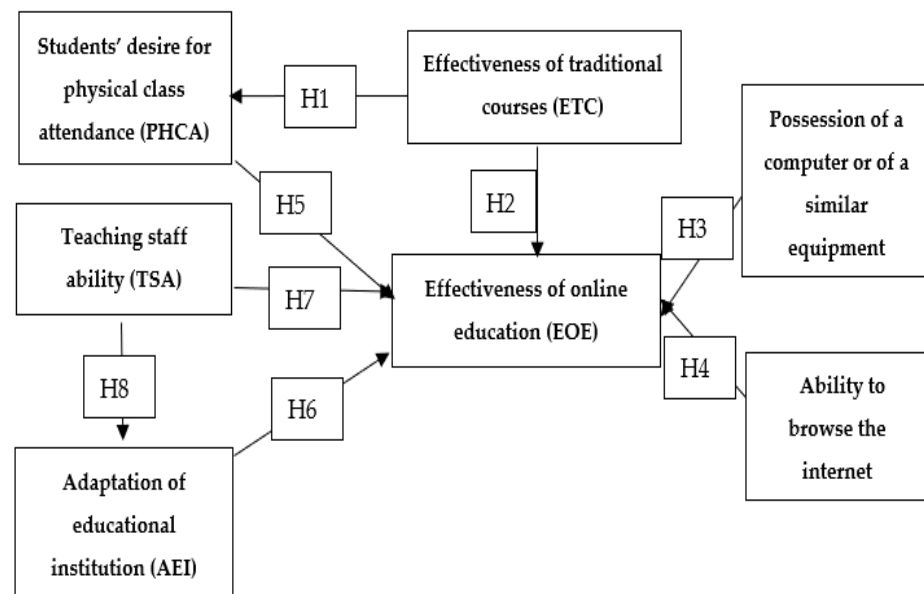 Students' desire for
physical class
attendance (PHCA)
H1
Effectiveness of traditional
courses (ETC)
Possession of a
computer or of a
similar
equipment
H5
H2
H3
Teaching staff
ability (TSA)
H7
Effectiveness of online
education (EOE)
H8
H6
H4
Ability to
browse the
internet
Adaptation of
educational
institution (AEI)